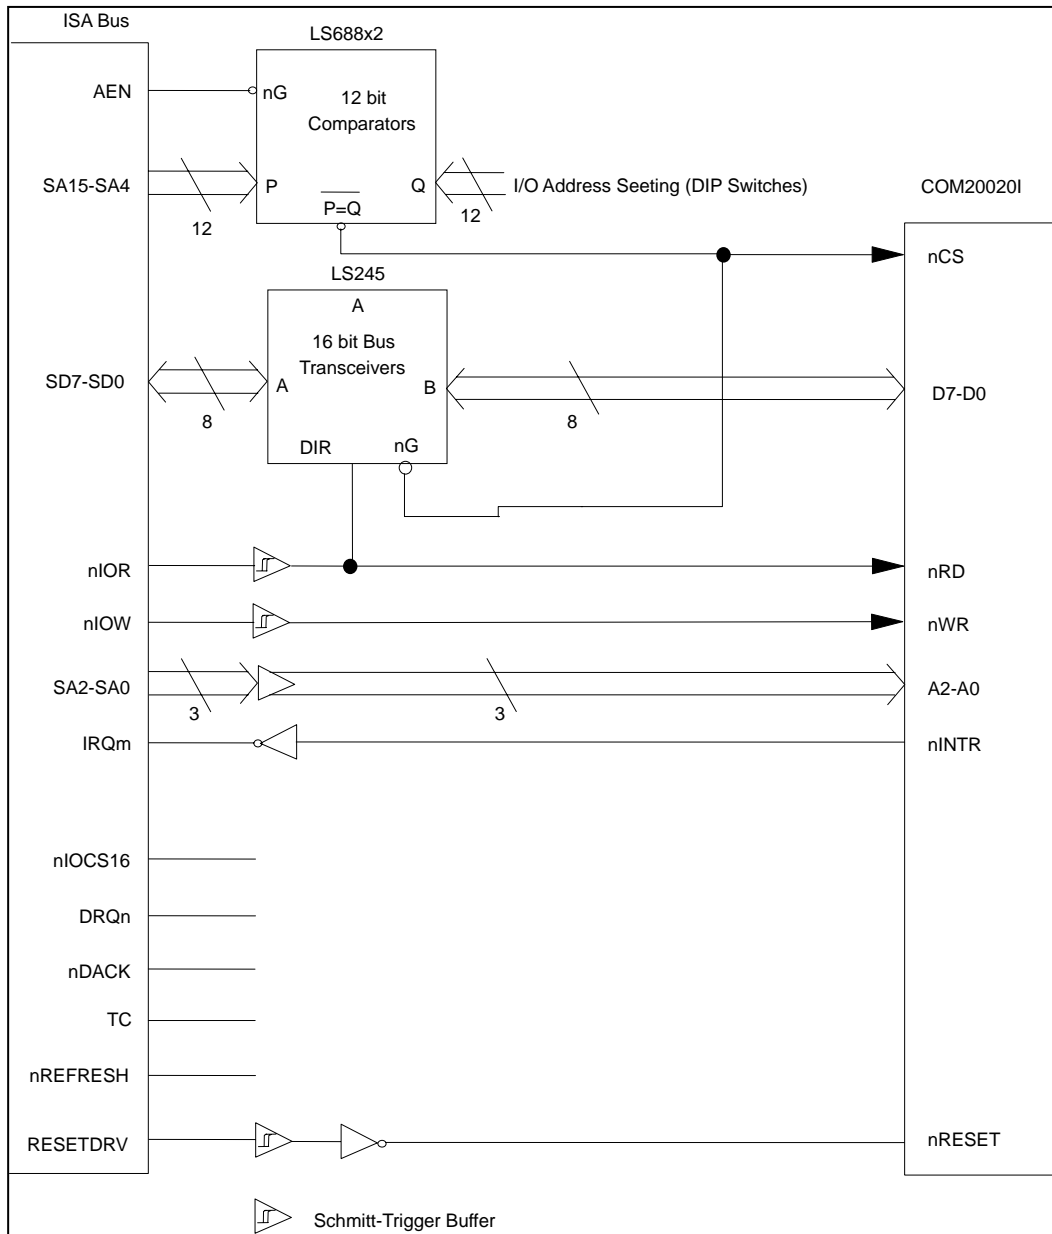 ISA Bus
LS688x2
AEN
nG
12 bit
Comparators
SA15-SA4
12
P
Q
P=Q
12
I/O Address Seeting (DIP Switches)
COM20020I
nCS
LS245
A
16 bit Bus
Transceivers
SD7-SD0
8
A
B
8
D7-D0
DIR
nG
nIOR
nRD
nIOW
nWR
SA2-SA0
3
3
A2-A0
IRQm
nINTR
nIOCS16
DRQn
nDACK
TC
nREFRESH
RESETDRV
nRESET
Schmitt-Trigger Buffer